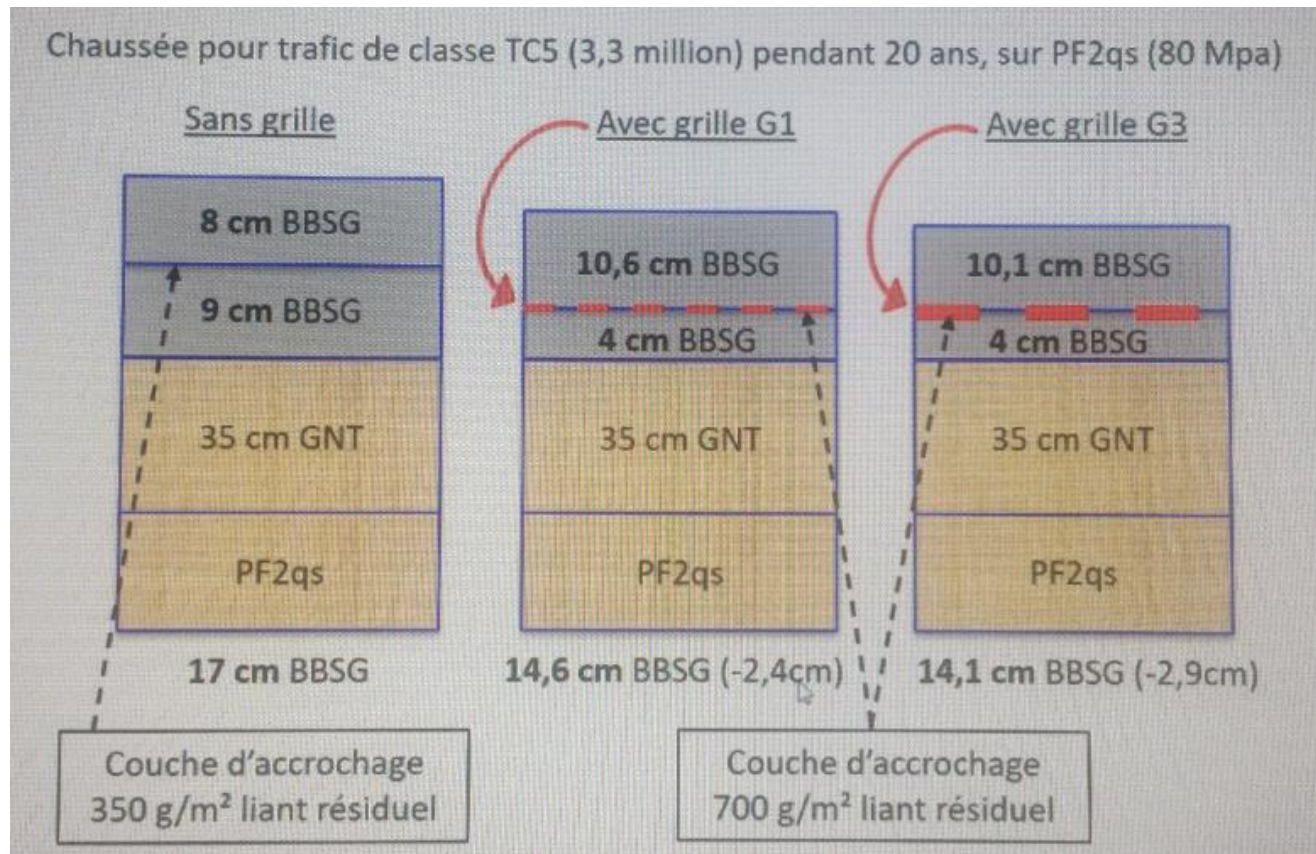 Chaussée pour trafic de classe TC5 (3,3 million) pendant 20 ans, sur PF2qs (80 Mpa)
Sans grille
Avec grille G1
Avec grille G3
8 cm BBSG
9 cm BBSG
35 cm GNT
PF2qs
17 cm BBSG
10,6 cm BBSG
4 cm BBSG
35 cm GNT
PF2qs
14,6 cm BBSG (-2,4cm)
10,1 cm BBSG
4 cm BBSG
35 cm GNT
PF2qs
14,1 cm BBSG (-2,9cm)
Couche d'accrochage
350 g/m² liant résiduel
Couche d'accrochage
700 g/m² liant résiduel